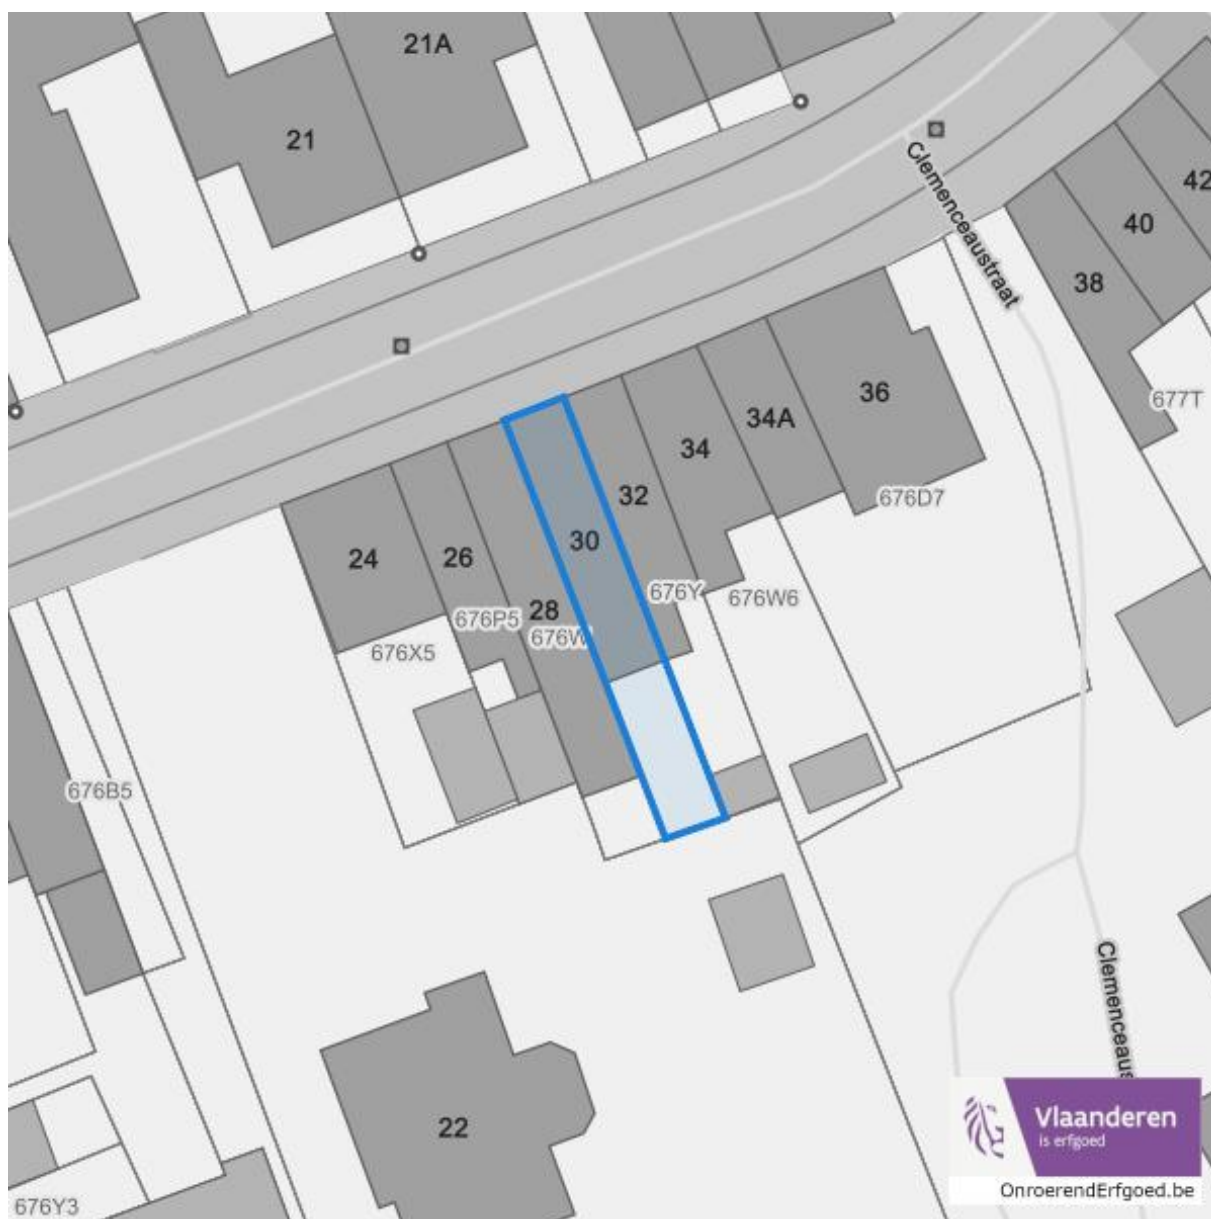 21A
21
Clemenceaustraat
42
40
38
677T
36
34A
34
32
676D7
30
26
24
28
676Y
676W6
676P5
676W
676X5
676B5
22
Clemenceaus
676Y3
Vlaanderen
is erfgoed
OnroerendErfgoed.be